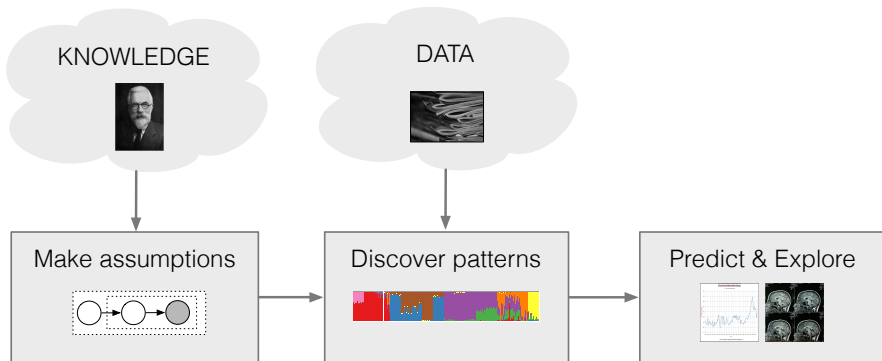 KNOWLEDGE
DATA
Make assumptions
Discover patterns
Predict & Explore